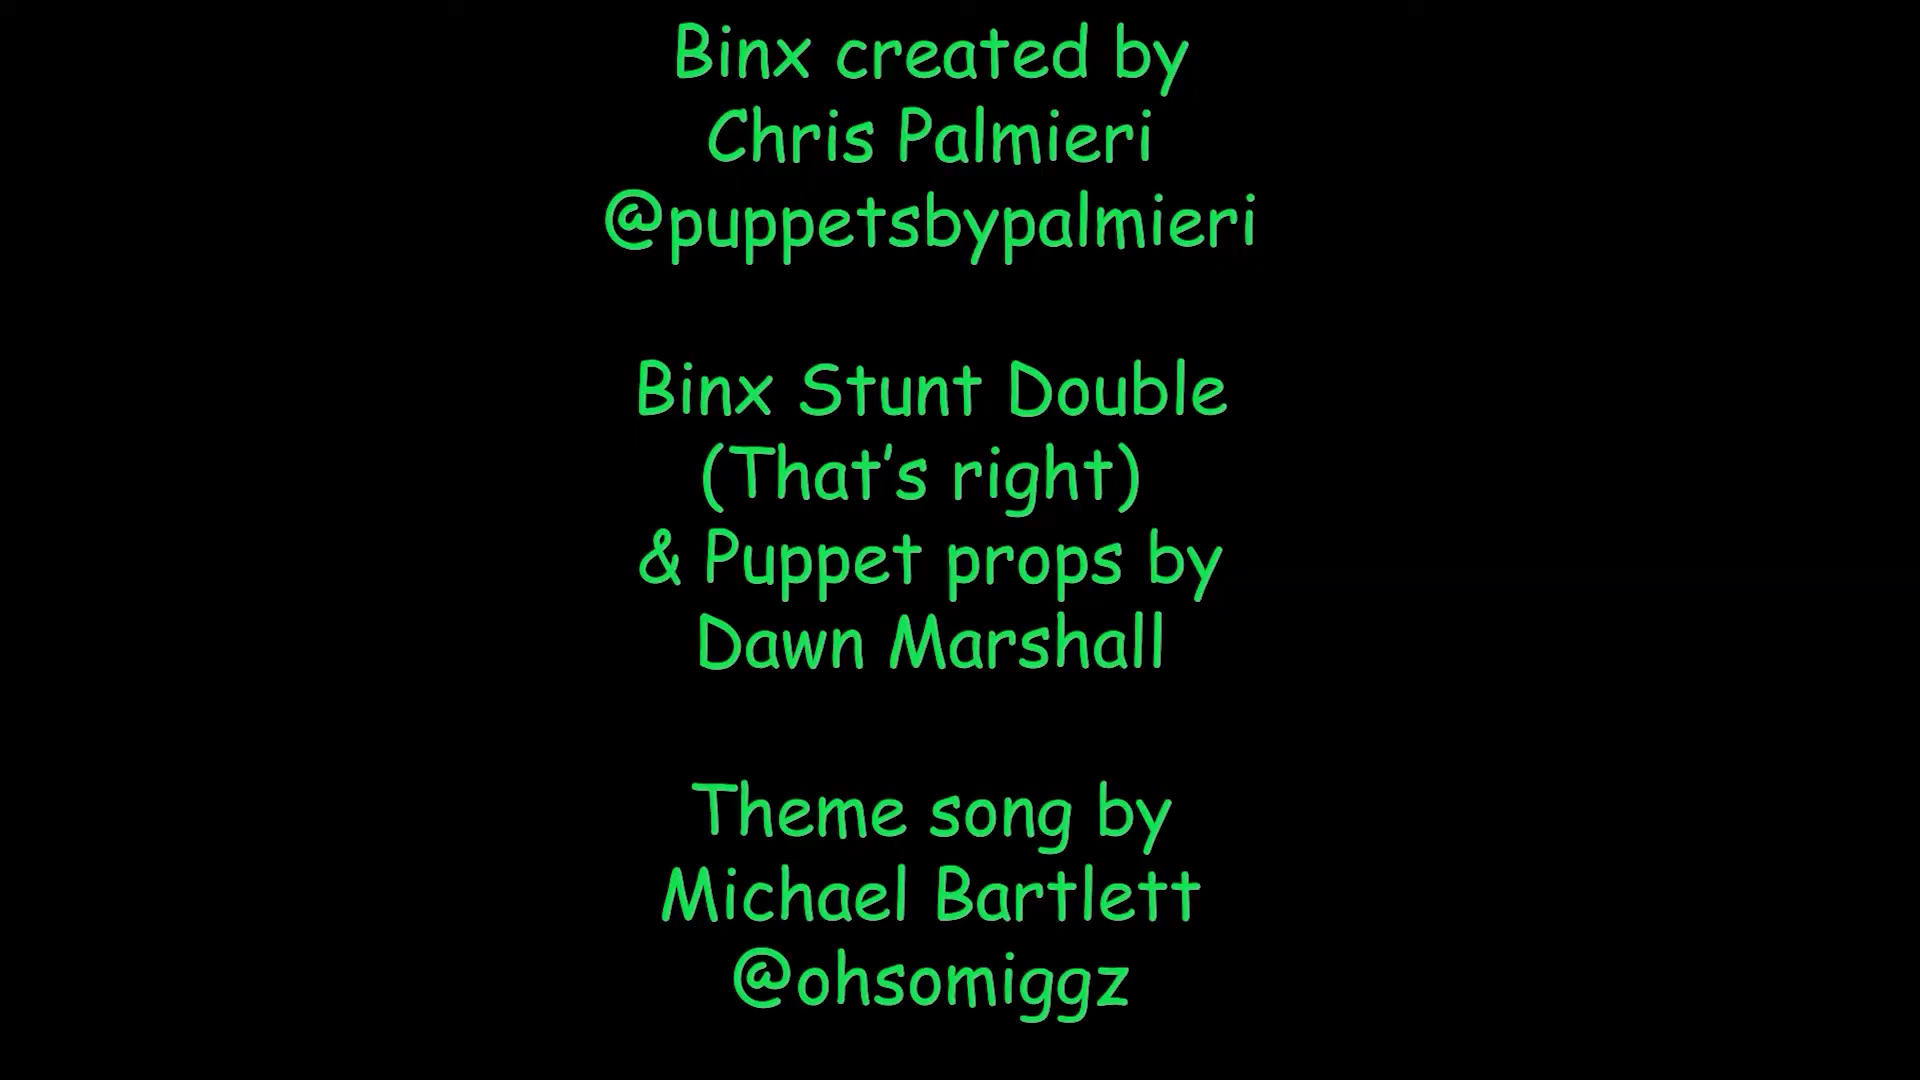 Binx created by
Chris Palmieri
@puppetsbypalmieri
Binx Stunt Double
(That’s right)
& Puppet props by
Dawn Marshall
Theme song by
Michael Bartlett
@ohsomiggz